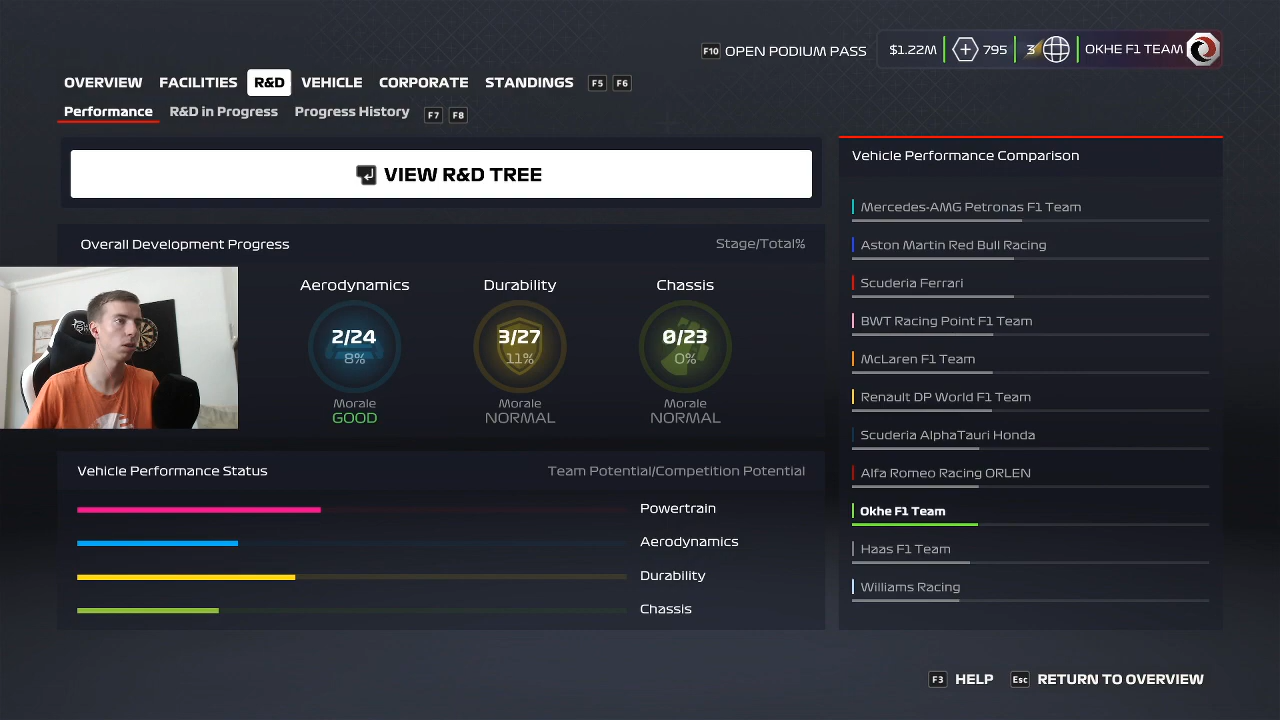 F10 OPEN PODIUM PASS $1.22M 795 3 OKHE F1 TEAM
OVERVIEW FACILITIES R&D VEHICLE CORPORATE STANDINGS F5 F6
Performance R&D in Progress Progress History F7 F8
VIEW R&D TREE
Overall Development Progress Stage/Total%
Aerodynamics Durability Chassis
2/24 3/27 0/23
8% 11% 0%
Morale Morale Morale
GOOD NORMAL NORMAL
Vehicle Performance Status Team Potential/Competition Potential
Powertrain
Aerodynamics
Durability
Chassis
Vehicle Performance Comparison
Mercedes-AMG Petronas F1 Team
Aston Martin Red Bull Racing
Scuderia Ferrari
BWT Racing Point F1 Team
McLaren F1 Team
Renault DP World F1 Team
Scuderia AlphaTauri Honda
Alfa Romeo Racing ORLEN
Okhe F1 Team
Haas F1 Team
Williams Racing
F3 HELP Esc RETURN TO OVERVIEW